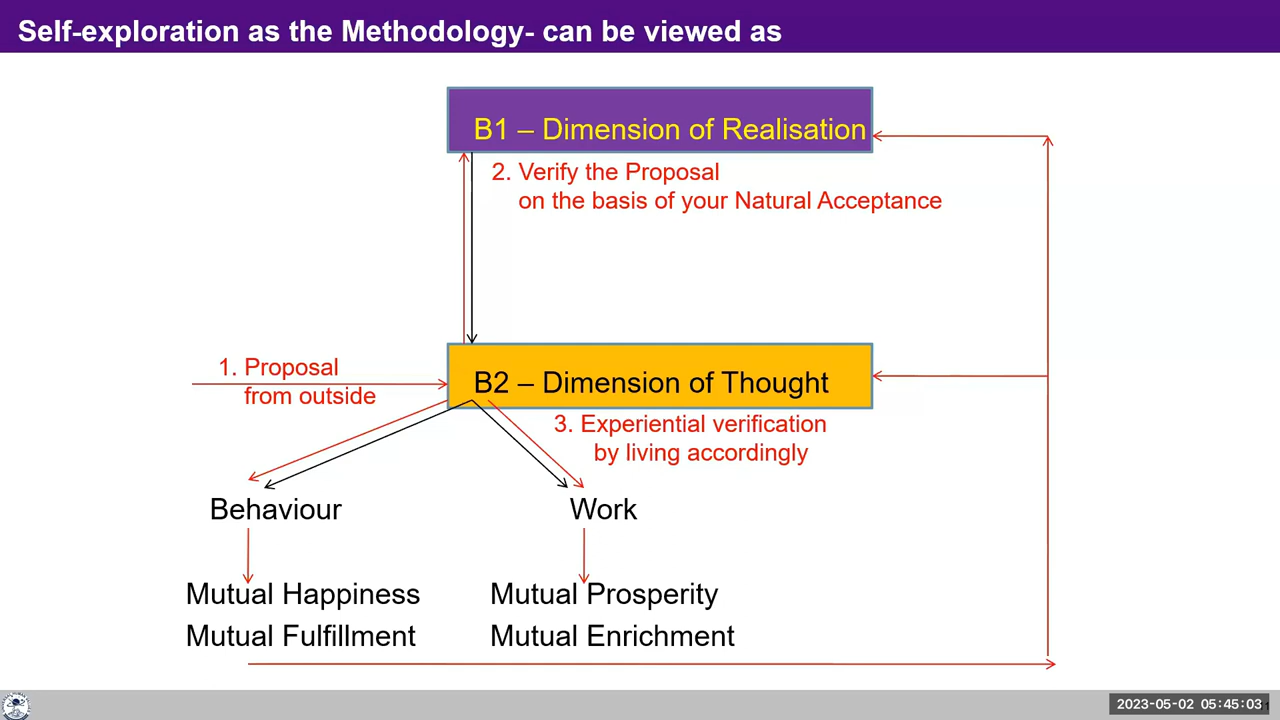 Self-exploration as the Methodology- can be viewed as
B1 – Dimension of Realisation
2. Verify the Proposal
on the basis of your Natural Acceptance
1. Proposal
from outside
B2 – Dimension of Thought
3. Experiential verification
by living accordingly
Behaviour
Work
Mutual Happiness
Mutual Fulfillment
Mutual Prosperity
Mutual Enrichment
2023-05-02 05:45:03